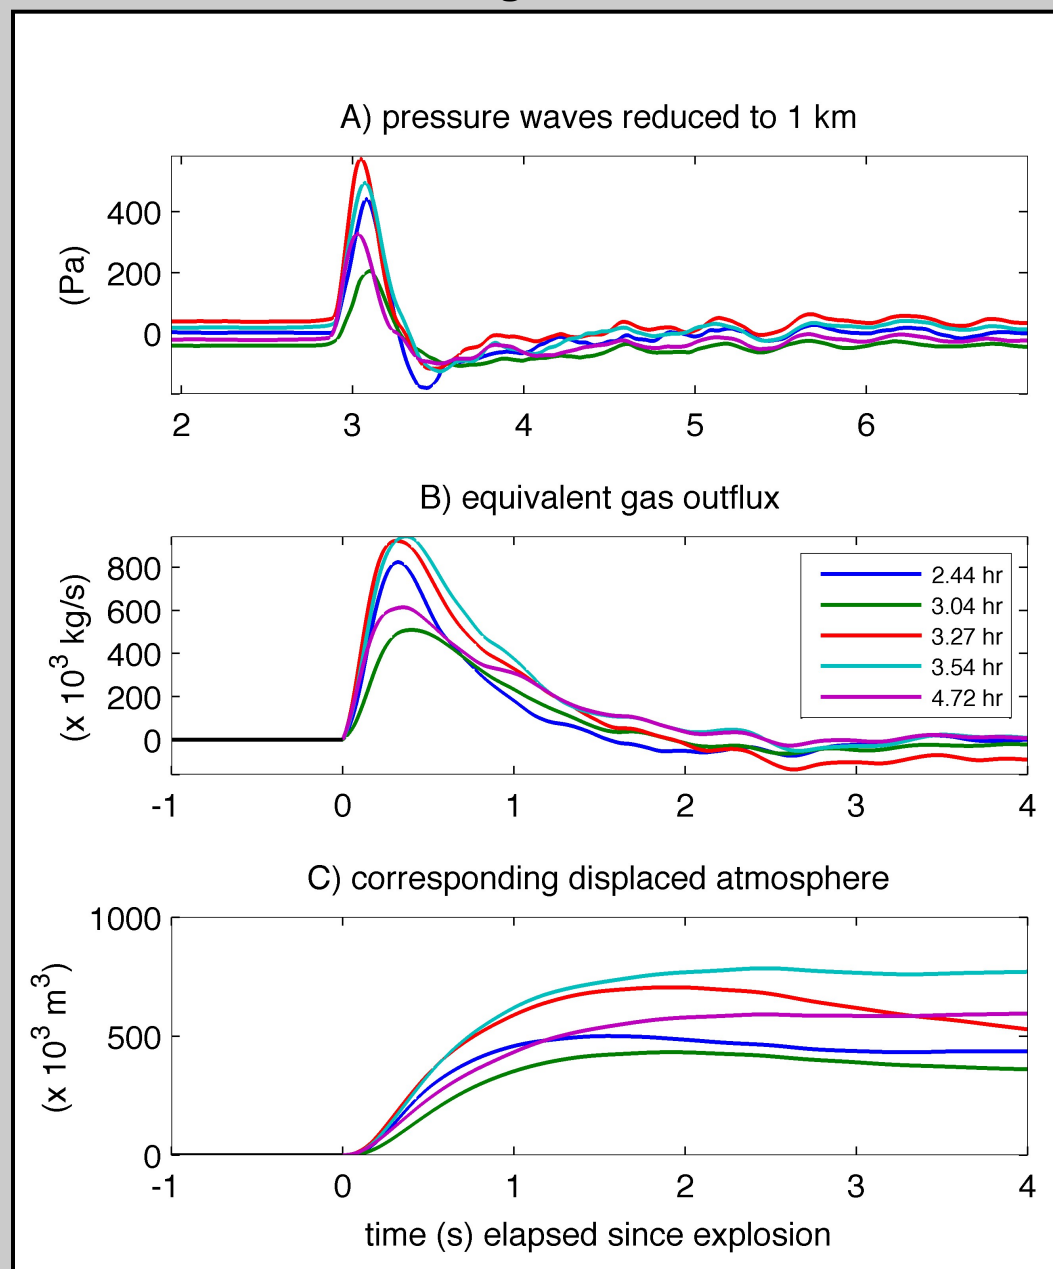 A) pressure waves reduced to 1 km
(Pa)
400
200
0
2 3 4 5 6
B) equivalent gas outflux
(x 10³ kg/s)
800
600
400
200
0
2.44 hr
3.04 hr
3.27 hr
3.54 hr
4.72 hr
-1 0 1 2 3 4
C) corresponding displaced atmosphere
(x 10³ m³)
1000
500
0
-1 0 1 2 3 4
time (s) elapsed since explosion